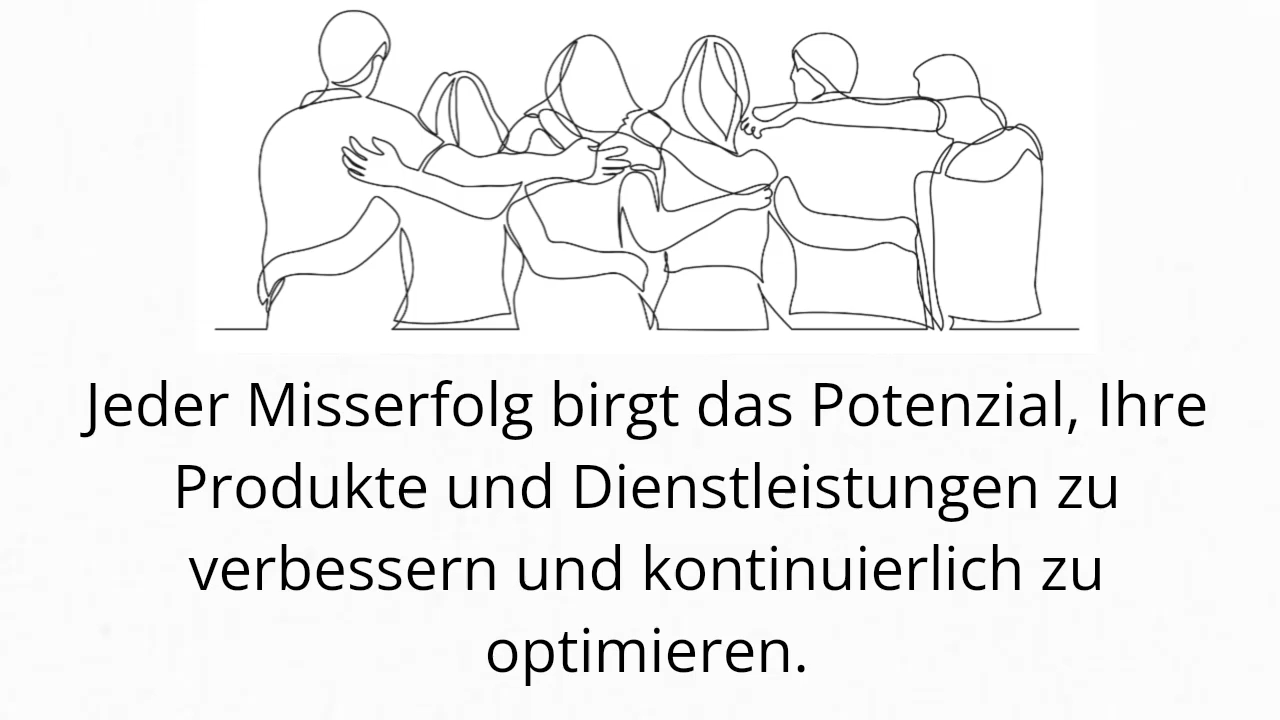 Jeder Misserfolg birgt das Potenzial, Ihre
Produkte und Dienstleistungen zu
verbessern und kontinuierlich zu
optimieren.